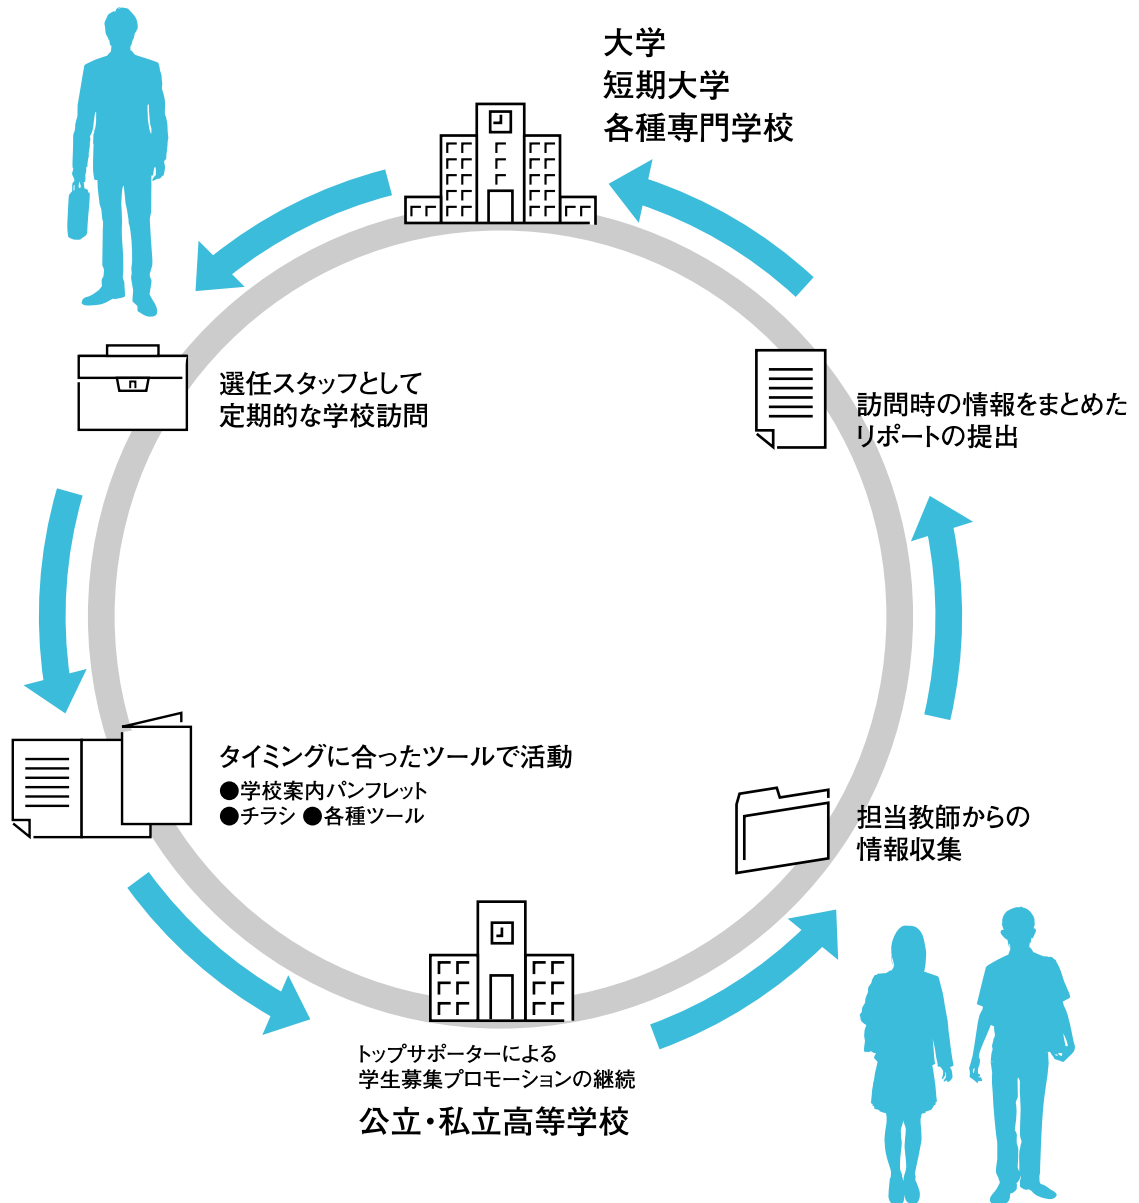 大学
短期大学
各種専門学校
選任スタッフとして
定期的な学校訪問
訪問時の情報をまとめた
リポートの提出
タイミングに合ったツールで活動
●学校案内パンフレット
●チラシ ●各種ツール
担当教師からの
情報収集
トップサポーターによる
学生募集プロモーションの継続
公立・私立高等学校